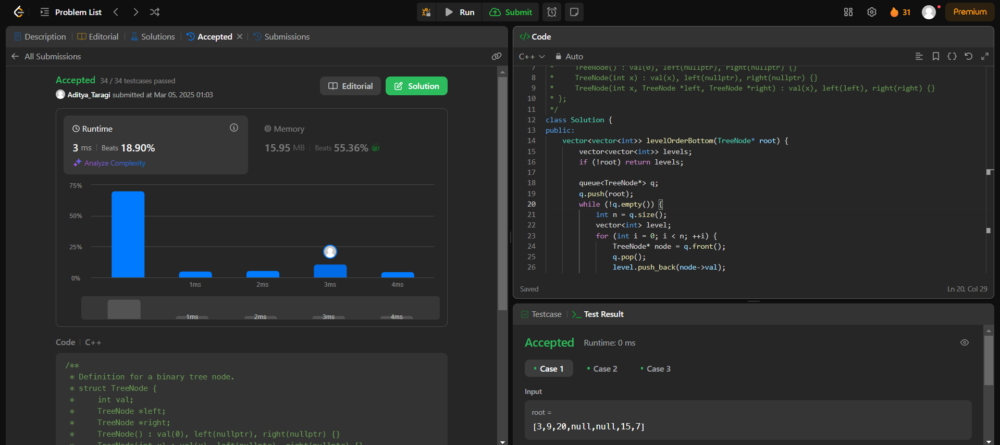 Problem List
Run
Submit
31
Premium
Description
Editorial
Solutions
Accepted
Submissions
All Submissions
Accepted 34 / 34 testcases passed
Aditya_Taragi submitted at Mar 05, 2025 01:03
Editorial
Solution
Runtime
3 ms Beats 18.90%
Analyze Complexity
Memory
15.95 MB Beats 55.36%
75%
50%
25%
0%
1ms 2ms 3ms 4ms
1ms 2ms 3ms 4ms
Code C++
/**
* Definition for a binary tree node.
* struct TreeNode {
* int val;
* TreeNode *left;
* TreeNode *right;
* TreeNode() : val(0), left(nullptr), right(nullptr) {}
* TreeNode(int x) : val(x), left(nullptr), right(nullptr) {}
</> Code
C++ Auto
7 * TreeNode() : val(0), left(nullptr), right(nullptr) {}
8 * TreeNode(int x) : val(x), left(nullptr), right(nullptr) {}
9 * TreeNode(int x, TreeNode *left, TreeNode *right) : val(x), left(left), right(right) {}
10 * };
11 */
12 class Solution {
13 public:
14 vector<vector<int>> levelOrderBottom(TreeNode* root) {
15 vector<vector<int>> levels;
16 if (!root) return levels;
17
18 queue<TreeNode*> q;
19 q.push(root);
20 while (!q.empty()) {
21 int n = q.size();
22 vector<int> level;
23 for (int i = 0; i < n; ++i) {
24 TreeNode* node = q.front();
25 q.pop();
26 level.push_back(node->val);
Saved
Ln 20, Col 29
Testcase
Test Result
Accepted Runtime: 0 ms
Case 1
Case 2
Case 3
Input
root =
[3,9,20,null,null,15,7]